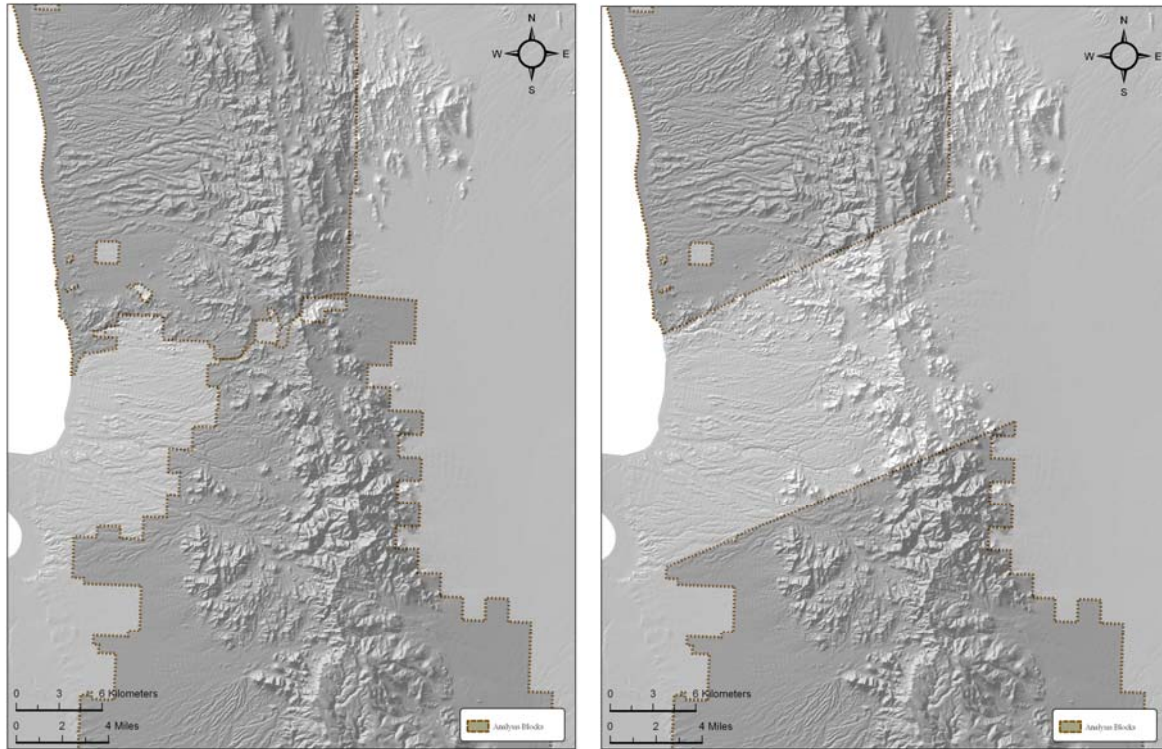 N
W E
S
0 3 6 Kilometers
0 2 4 Miles
Analysis Blocks
N
W E
S
0 3 6 Kilometers
0 2 4 Miles
Analysis Blocks